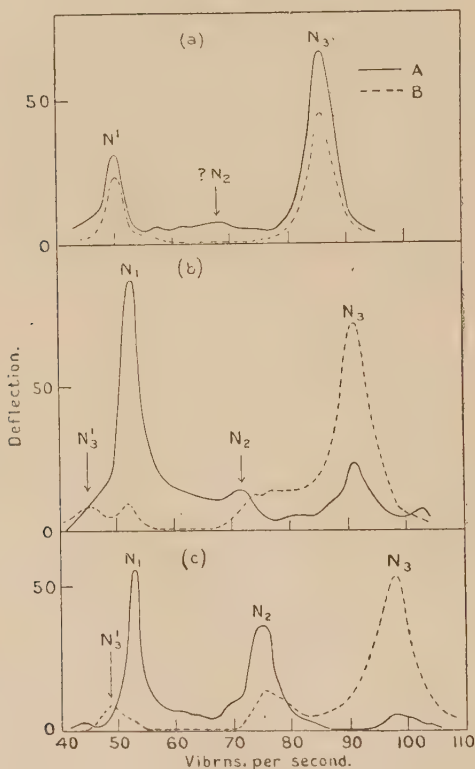 (a)
N₃'
A
B
50
N'
? N₂
0
(b)
N₁
N₃
50
N₃'
N₂
0
Deflection.
(c)
N₁
N₃
N₂
50
N₃'
0
40 50 60 70 80 90 100 110
Vibrns. per second.